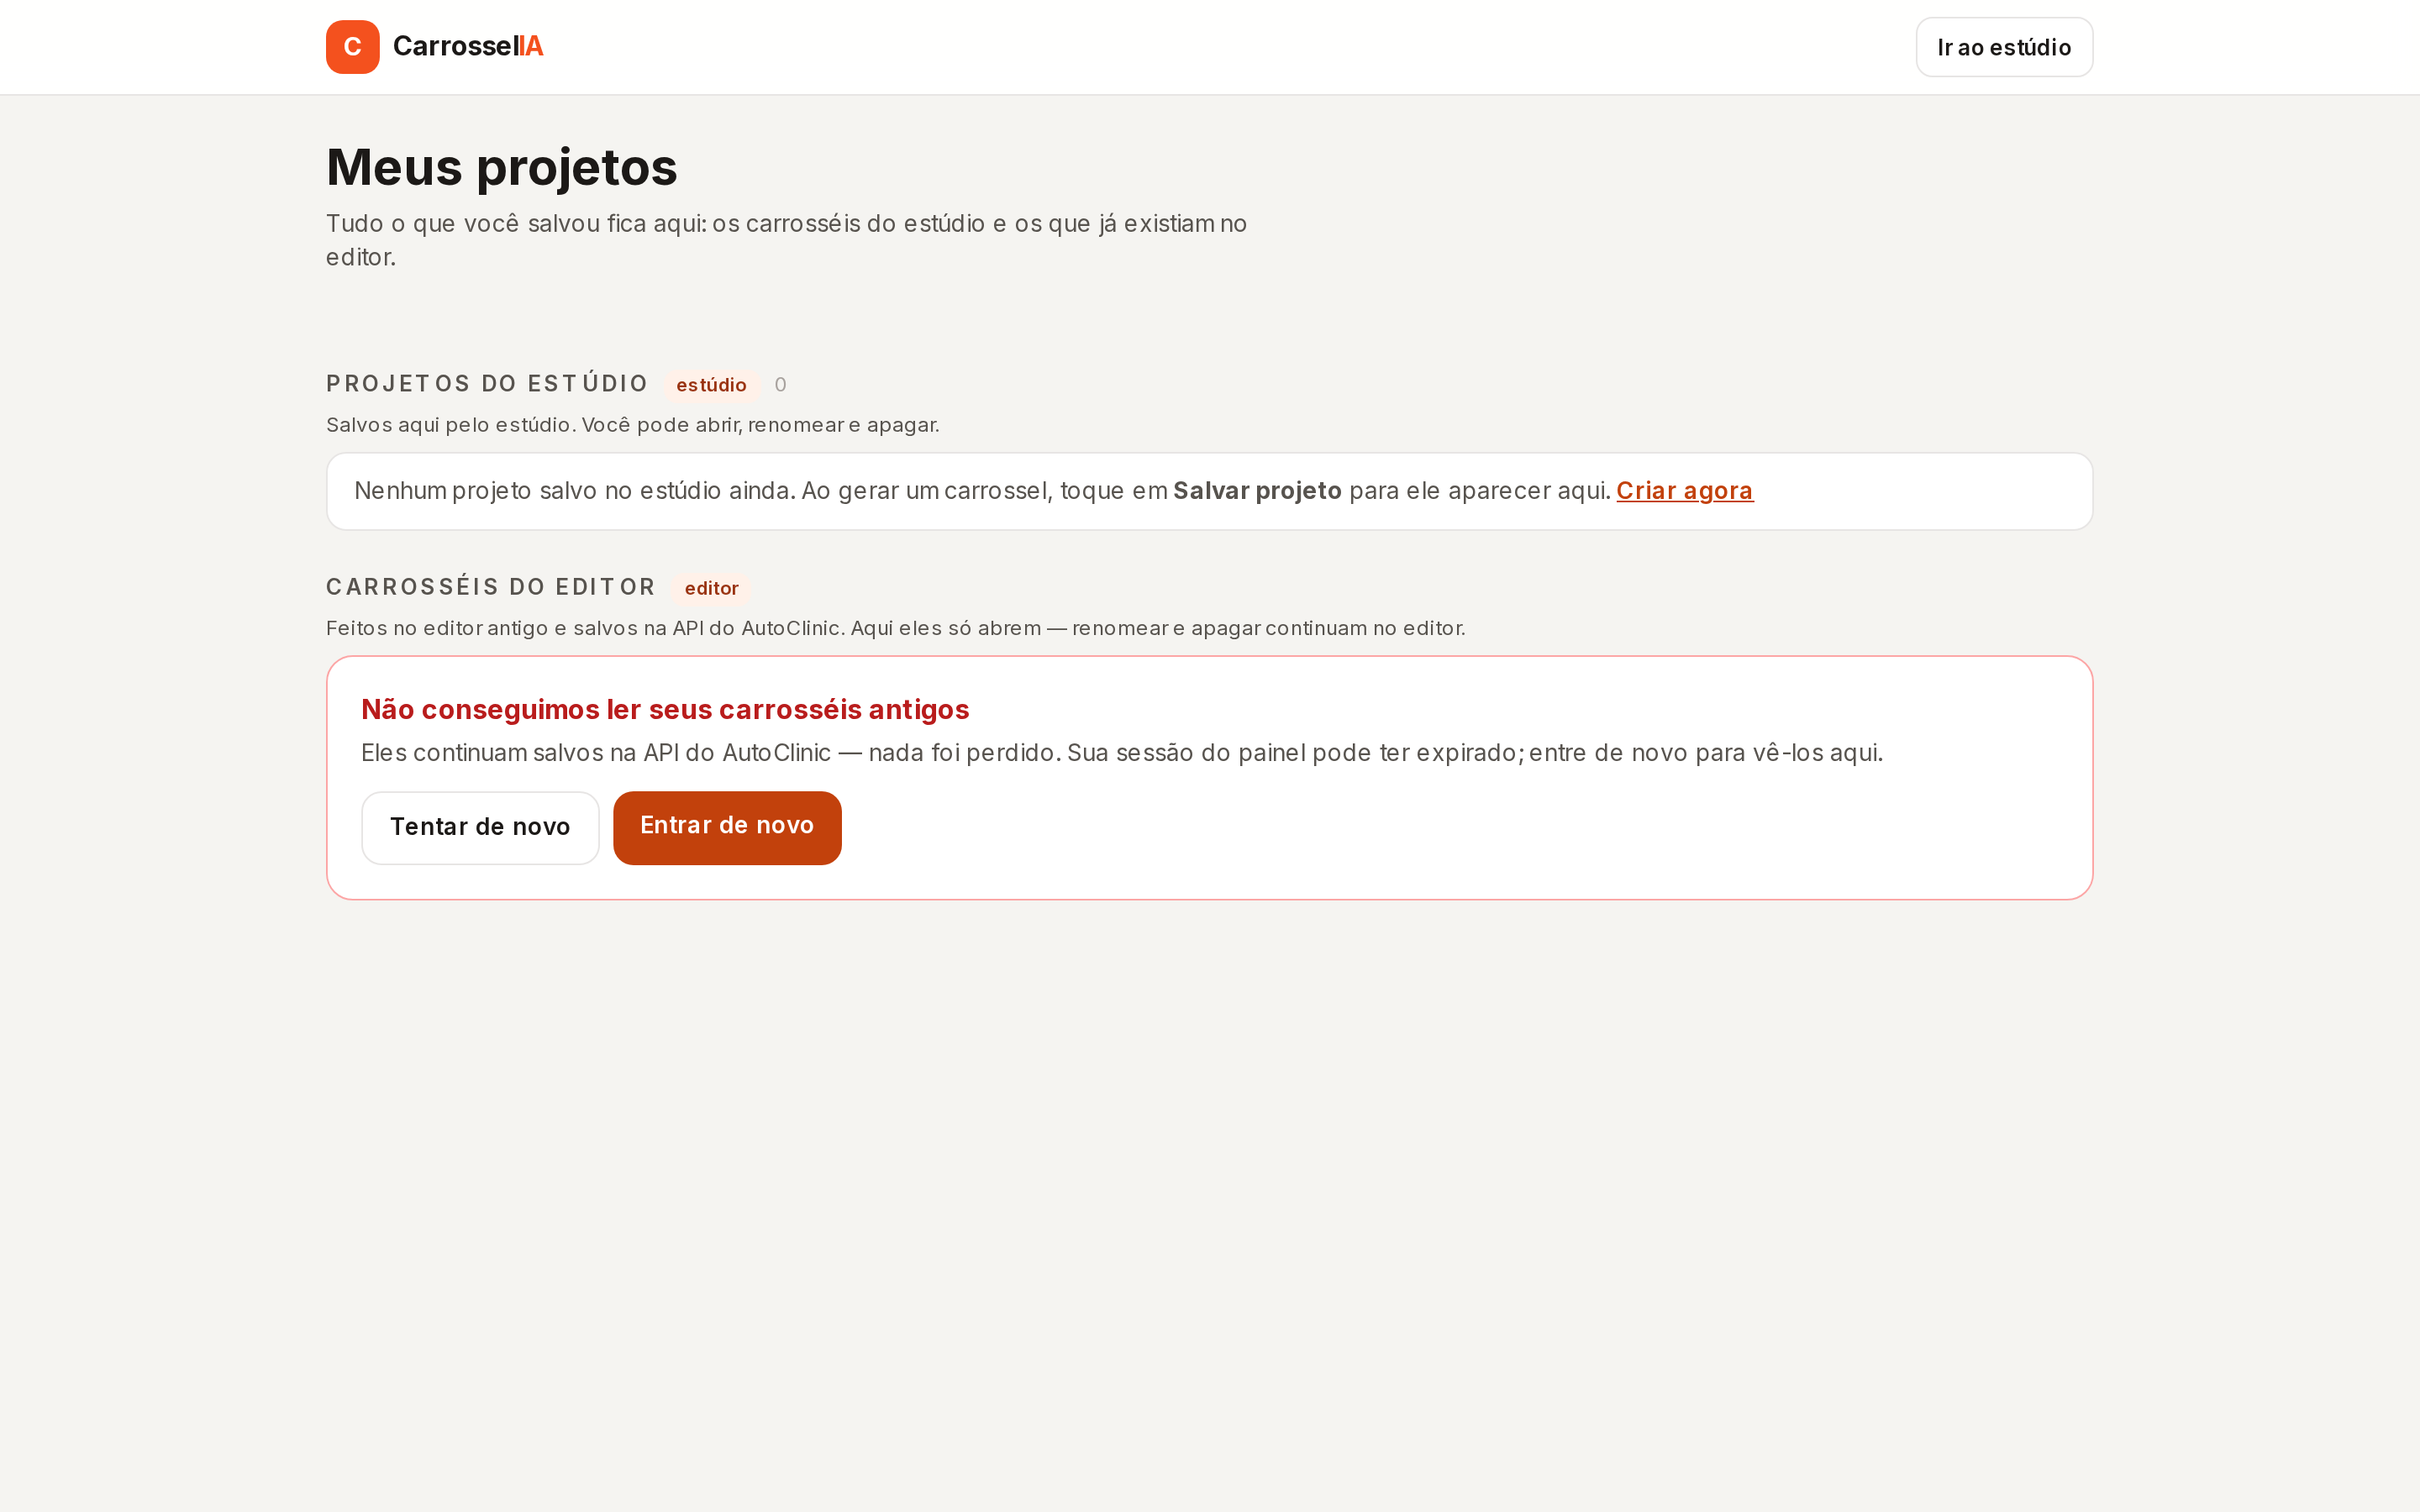 C CarrosselIA
Ir ao estúdio
Meus projetos
Tudo o que você salvou fica aqui: os carrosséis do estúdio e os que já existiam no
editor.
PROJETOS DO ESTÚDIO estúdio 0
Salvos aqui pelo estúdio. Você pode abrir, renomear e apagar.
Nenhum projeto salvo no estúdio ainda. Ao gerar um carrossel, toque em Salvar projeto para ele aparecer aqui. Criar agora
CARROSSÉIS DO EDITOR editor
Feitos no editor antigo e salvos na API do AutoClinic. Aqui eles só abrem — renomear e apagar continuam no editor.
Não conseguimos ler seus carrosséis antigos
Eles continuam salvos na API do AutoClinic — nada foi perdido. Sua sessão do painel pode ter expirado; entre de novo para vê-los aqui.
Tentar de novo
Entrar de novo